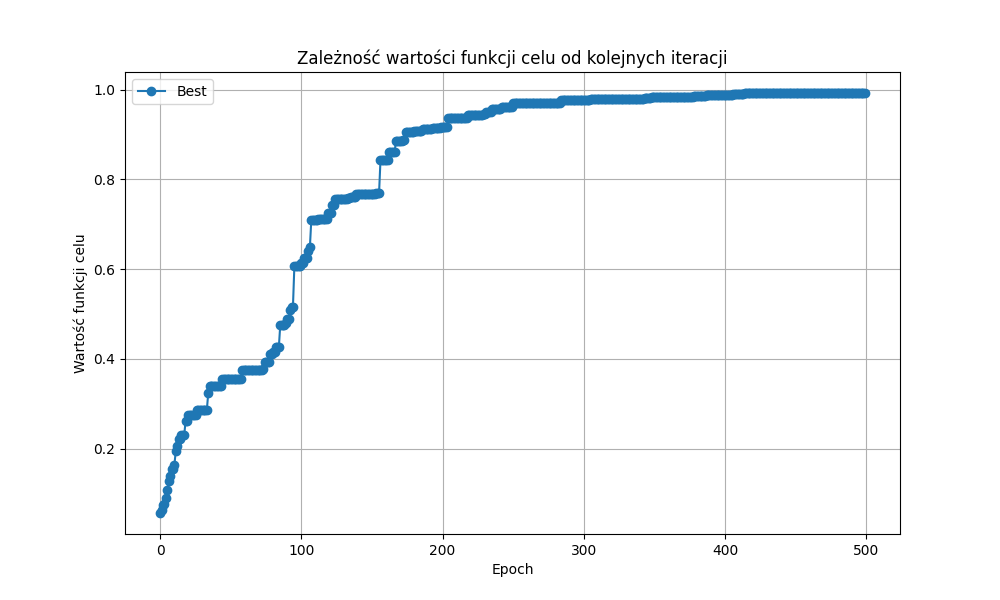 Zależność wartości funkcji celu od kolejnych iteracji
Best
1.0
0.8
0.6
0.4
0.2
Wartość funkcji celu
0 100 200 300 400 500
Epoch